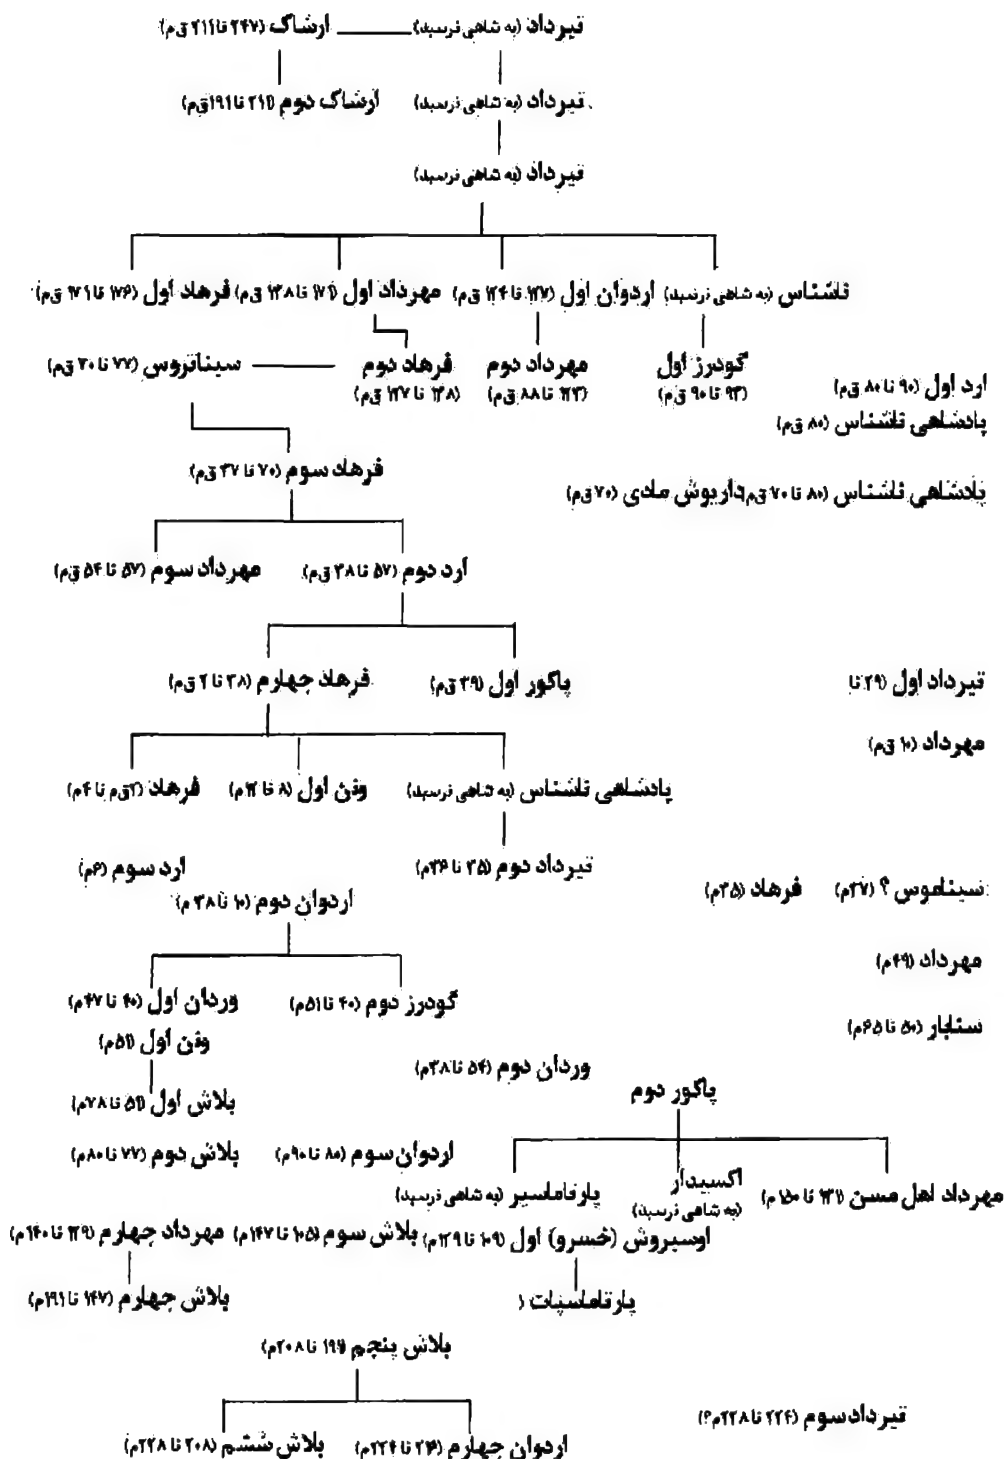 تیرداد (به شاهی نرسید) ارشاک (۲۴۷ تا ۲۱۱ ق‌م)
تیرداد (به شاهی نرسید) ارشاک دوم (۲۱۱ تا ۱۹۱ ق‌م)
تیرداد (به شاهی نرسید)
ناشناس (به شاهی نرسید) اردوان اول (۱۲۷ تا ۱۲۴ ق‌م) مهرداد اول (۱۷۱ تا ۱۳۸ ق‌م) فرهاد اول (۱۷۶ تا ۱۷۱ ق‌م)
گودرز اول مهرداد دوم فرهاد دوم سیناتروس (۷۷ تا ۷۰ ق‌م)
(۹۳ تا ۹۰ ق‌م) (۱۲۳ تا ۸۸ ق‌م) (۱۳۸ تا ۱۲۷ ق‌م)
ارد اول (۹۰ تا ۸۰ ق‌م)
پادشاهی ناشناس (۸۰ ق‌م)
فرهاد سوم (۷۰ تا ۳۷ ق‌م)
پادشاهی ناشناس (۸۰ تا ۷۰ ق‌م) داریوش مادی (۷۰ ق‌م)
ارد دوم (۵۷ تا ۳۸ ق‌م) مهرداد سوم (۵۷ تا ۵۴ ق‌م)
تیرداد اول (۲۹ تا پاکور اول (۳۹ ق‌م) فرهاد چهارم (۳۸ تا ۲ ق‌م)
مهرداد (۱۰ ق‌م)
پادشاهی ناشناس (به شاهی نرسید) ونن اول (۸ تا ۱۲ م) فرهاد (۲ ق‌م تا ۴ م)
تیرداد دوم (۳۵ تا ۳۶ م) ارد سوم (۶ م)
سیناموس ؟ (۳۷ م) فرهاد (۳۵ م) اردوان دوم (۱۰ تا ۳۸ م)
مهرداد (۴۹ م)
گودرز دوم (۴۰ تا ۵۱ م) وردان اول (۴۰ تا ۴۷ م)
سنابار (۵۰ تا ۶۵ م) ونن اول (۵۱ م)
وردان دوم (۵۴ تا ۳۸ م)
پاکور دوم بلاش اول (۵۱ تا ۷۸ م)
اردوان سوم (۸۰ تا ۹۰ م) بلاش دوم (۷۷ تا ۸۰ م)
مهرداد اهل مسن (۱۳۱ تا ۱۵۰ م) اکسیدار پارتاماسیر (به شاهی نرسید)
(به شاهی نرسید)
اوسیروش (خسرو) اول (۱۰۹ تا ۱۲۹ م) بلاش سوم (۱۰۵ تا ۱۴۷ م) مهرداد چهارم (۱۲۹ تا ۱۴۰ م)
پارتاماسپات ( بلاش چهارم (۱۴۷ تا ۱۹۱ م)
بلاش پنجم (۱۹۱ تا ۲۰۸ م)
تیرداد سوم (۲۲۴ تا ۲۲۸ م؟)
اردوان چهارم (۲۱۶ تا ۲۲۴ م) بلاش ششم (۲۰۸ تا ۲۲۸ م)